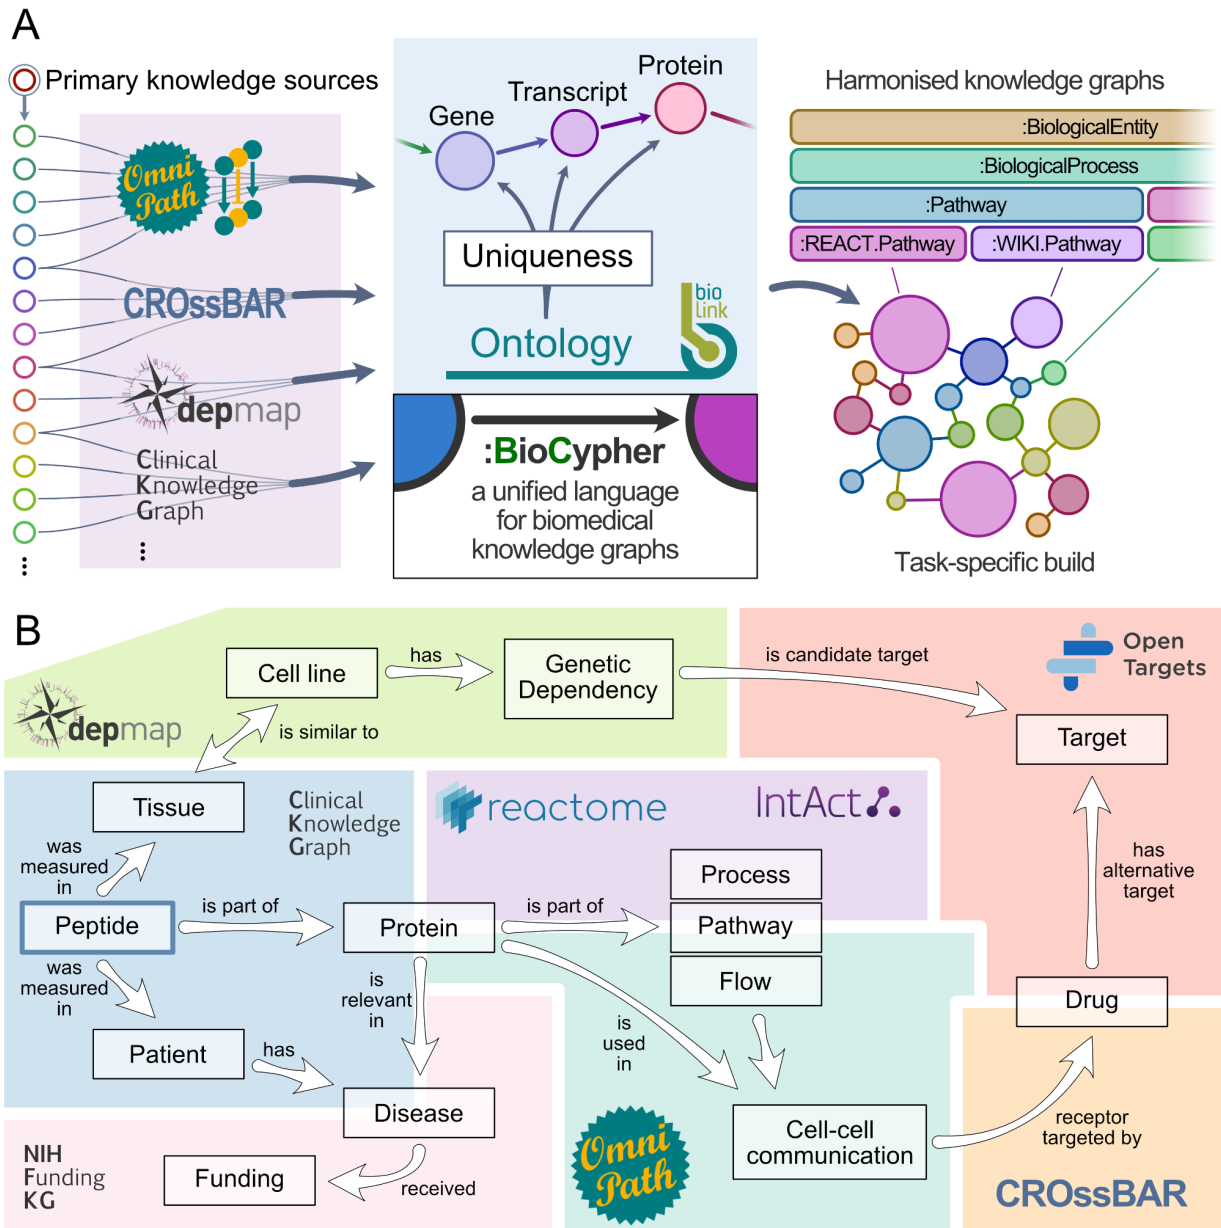 A
Primary knowledge sources
Omni
Path
CROssBAR
depmap
Clinical
Knowledge
Graph
Gene
Transcript
Protein
Uniqueness
Ontology
bio
link
:BioCypher
a unified language
for biomedical
knowledge graphs
Harmonised knowledge graphs
:BiologicalEntity
:BiologicalProcess
:Pathway
:REACT.Pathway
:WIKI.Pathway
Task-specific build
B
depmap
Cell line
has
Genetic
Dependency
is similar to
is candidate target
Open
Targets
Target
Tissue
Clinical
Knowledge
Graph
was
measured
in
Peptide
is part of
Protein
was
measured
in
Patient
has
is
relevant
in
Disease
reactome
IntAct
is part of
Process
Pathway
Flow
is
used
in
Cell-cell
communication
Omni
Path
has
alternative
target
Drug
receptor
targeted by
CROssBAR
NIH
Funding
KG
Funding
received